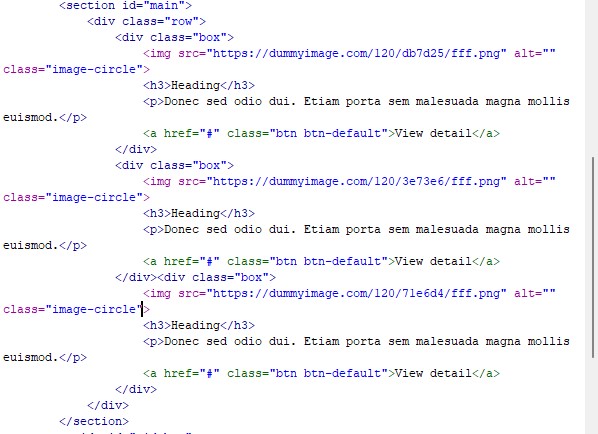 <section id="main">
<div class="row">
<div class="box">
<img src="https://dummyimage.com/120/db7d25/fff.png" alt=""
class="image-circle">
<h3>Heading</h3>
<p>Donec sed odio dui. Etiam porta sem malesuada magna mollis
euismod.</p>
<a href="#" class="btn btn-default">View detail</a>
</div>
<div class="box">
<img src="https://dummyimage.com/120/3e73e6/fff.png" alt=""
class="image-circle">
<h3>Heading</h3>
<p>Donec sed odio dui. Etiam porta sem malesuada magna mollis
euismod.</p>
<a href="#" class="btn btn-default">View detail</a>
</div><div class="box">
<img src="https://dummyimage.com/120/71e6d4/fff.png" alt=""
class="image-circle">
<h3>Heading</h3>
<p>Donec sed odio dui. Etiam porta sem malesuada magna mollis
euismod.</p>
<a href="#" class="btn btn-default">View detail</a>
</div>
</div>
</section>